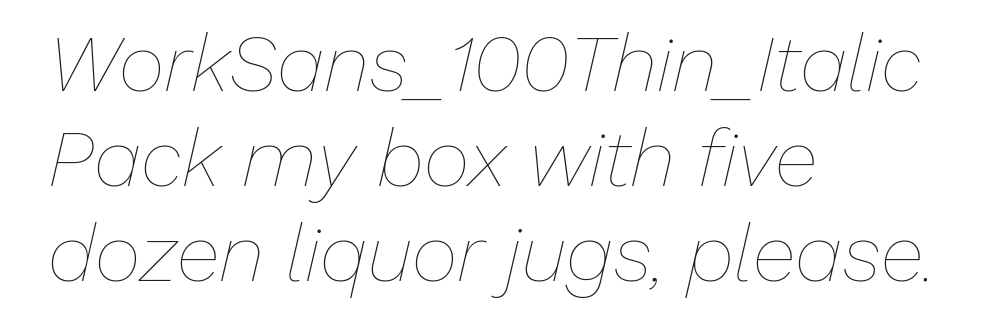 WorkSans_100Thin_Italic
Pack my box with five
dozen liquor jugs, please.